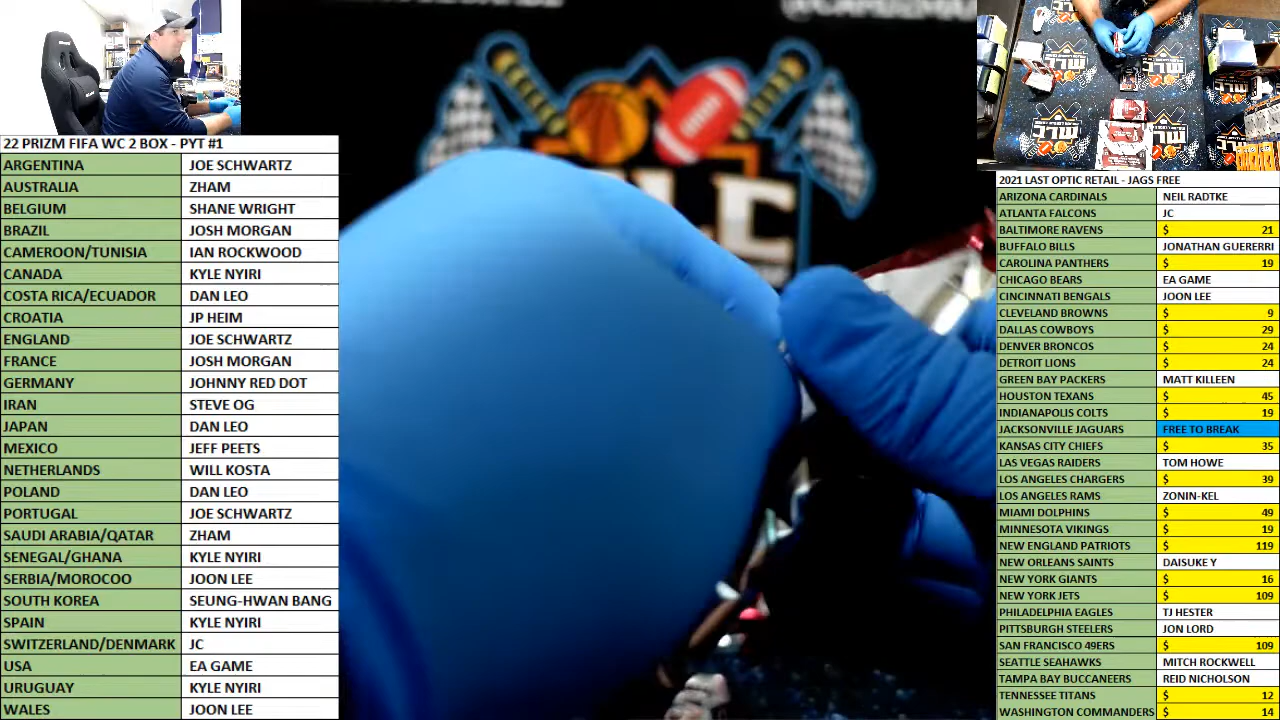 22 PRIZM FIFA WC 2 BOX - PYT #1
ARGENTINA JOE SCHWARTZ
AUSTRALIA ZHAM
BELGIUM SHANE WRIGHT
BRAZIL JOSH MORGAN
CAMEROON/TUNISIA IAN ROCKWOOD
CANADA KYLE NYIRI
COSTA RICA/ECUADOR DAN LEO
CROATIA JP HEIM
ENGLAND JOE SCHWARTZ
FRANCE JOSH MORGAN
GERMANY JOHNNY RED DOT
IRAN STEVE OG
JAPAN DAN LEO
MEXICO JEFF PEETS
NETHERLANDS WILL KOSTA
POLAND DAN LEO
PORTUGAL JOE SCHWARTZ
SAUDI ARABIA/QATAR ZHAM
SENEGAL/GHANA KYLE NYIRI
SERBIA/MOROCOO JOON LEE
SOUTH KOREA SEUNG-HWAN BANG
SPAIN KYLE NYIRI
SWITZERLAND/DENMARK JC
USA EA GAME
URUGUAY KYLE NYIRI
WALES JOON LEE
2021 LAST OPTIC RETAIL - JAGS FREE
ARIZONA CARDINALS NEIL RADTKE
ATLANTA FALCONS JC
BALTIMORE RAVENS $ 21
BUFFALO BILLS JONATHAN GUERERRI
CAROLINA PANTHERS $ 19
CHICAGO BEARS EA GAME
CINCINNATI BENGALS JOON LEE
CLEVELAND BROWNS $ 9
DALLAS COWBOYS $ 29
DENVER BRONCOS $ 24
DETROIT LIONS $ 24
GREEN BAY PACKERS MATT KILLEEN
HOUSTON TEXANS $ 45
INDIANAPOLIS COLTS $ 19
JACKSONVILLE JAGUARS FREE TO BREAK
KANSAS CITY CHIEFS $ 35
LAS VEGAS RAIDERS TOM HOWE
LOS ANGELES CHARGERS $ 39
LOS ANGELES RAMS ZONIN-KEL
MIAMI DOLPHINS $ 49
MINNESOTA VIKINGS $ 19
NEW ENGLAND PATRIOTS $ 119
NEW ORLEANS SAINTS DAISUKE Y
NEW YORK GIANTS $ 16
NEW YORK JETS $ 109
PHILADELPHIA EAGLES TJ HESTER
PITTSBURGH STEELERS JON LORD
SAN FRANCISCO 49ERS $ 109
SEATTLE SEAHAWKS MITCH ROCKWELL
TAMPA BAY BUCCANEERS REID NICHOLSON
TENNESSEE TITANS $ 12
WASHINGTON COMMANDERS $ 14